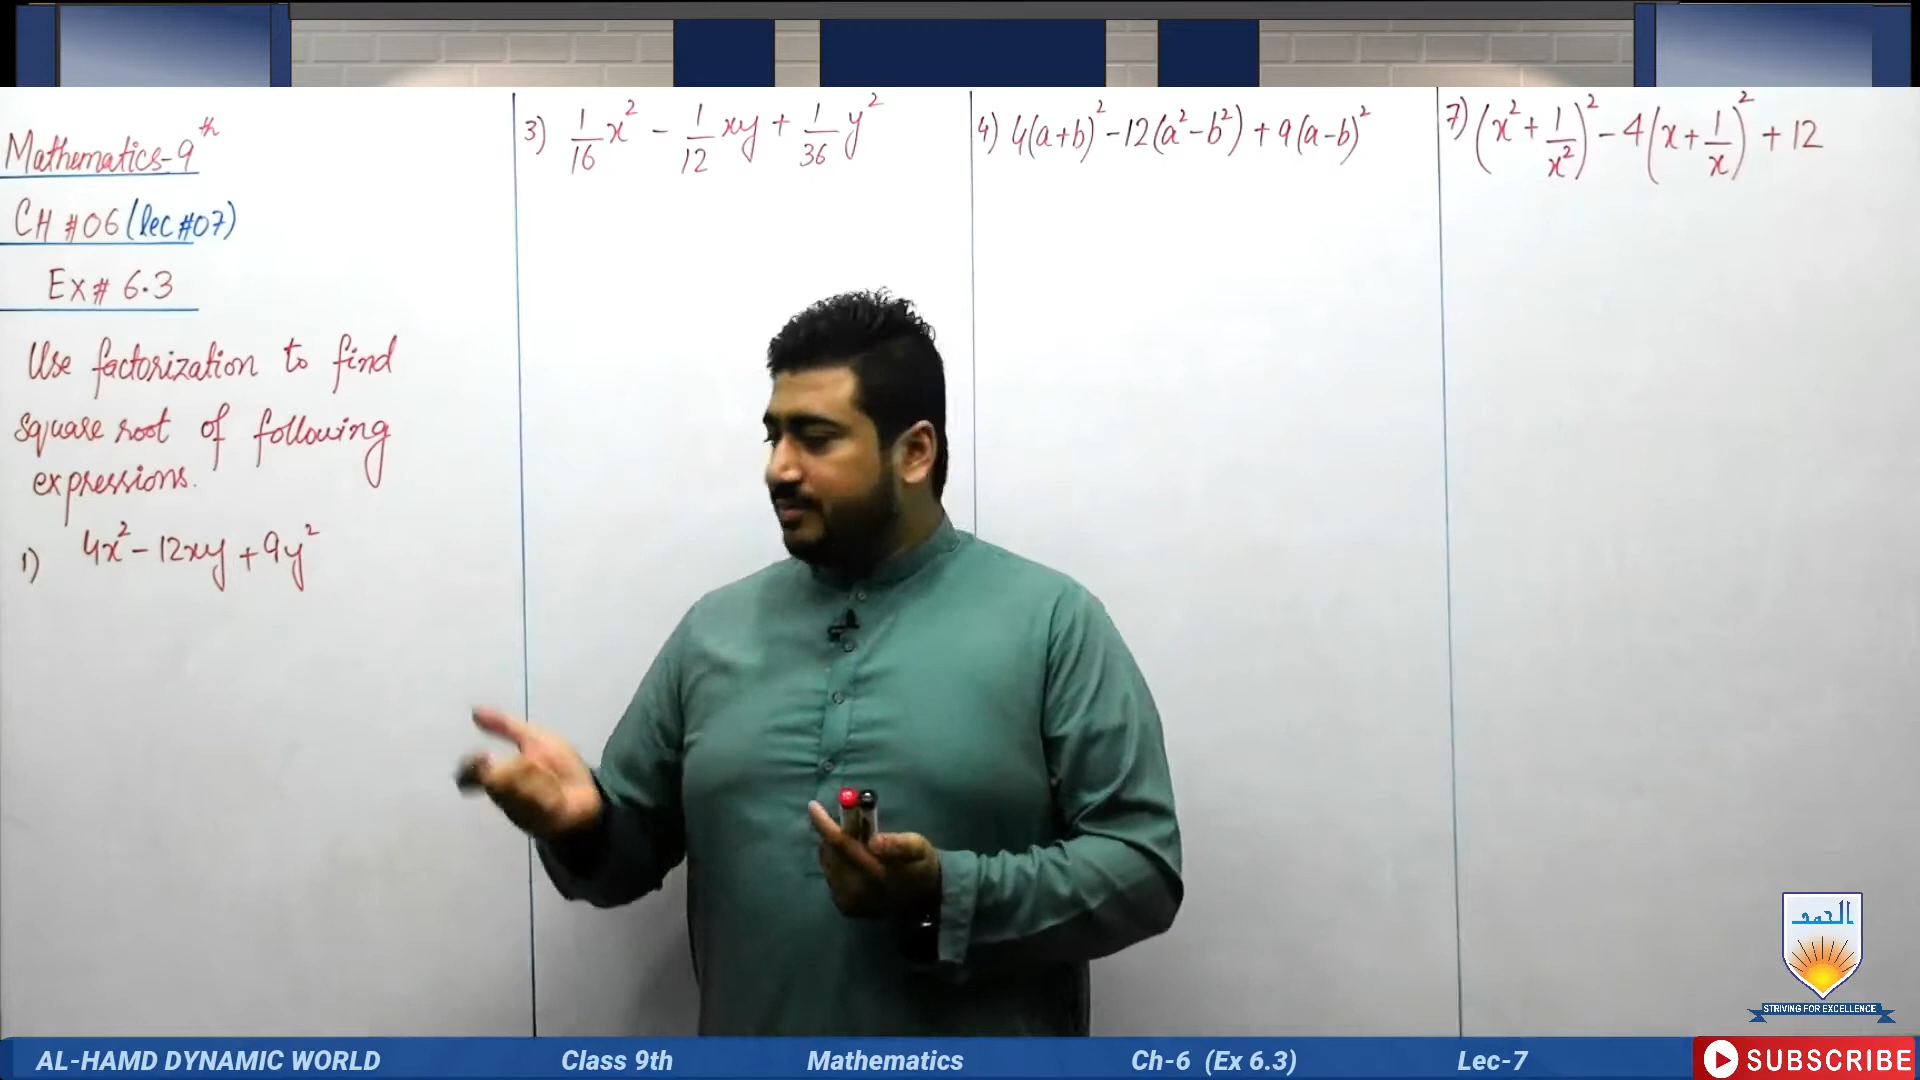 Mathematics-9th
CH #06 (lec #07)
Ex# 6.3
Use factorization to find
square root of following
expressions.
1) 4x² - 12xy + 9y²
3) 1/16 x² - 1/12 xy + 1/36 y²
4) 4(a+b)² - 12(a² - b²) + 9(a-b)²
7) (x² + 1/x²)² - 4(x + 1/x)² + 12
الحمد
STRIVING FOR EXCELLENCE
AL-HAMD DYNAMIC WORLD
Class 9th
Mathematics
Ch-6 (Ex 6.3)
Lec-7
SUBSCRIBE